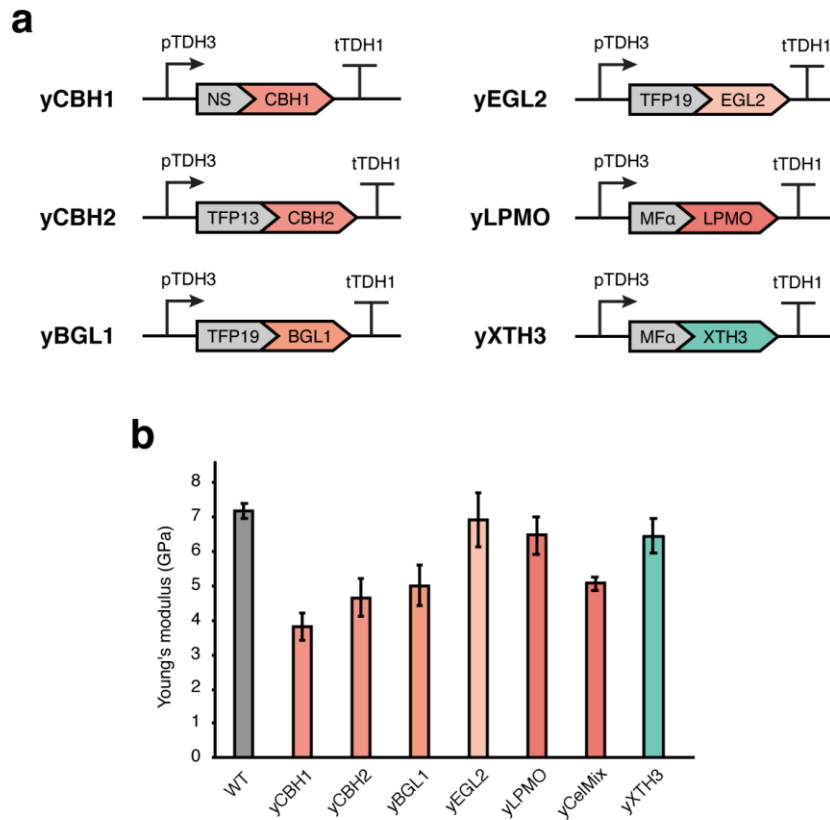 a
pTDH3 tTDH1
yCBH1 NS CBH1
pTDH3 tTDH1
yEGL2 TFP19 EGL2
pTDH3 tTDH1
yCBH2 TFP13 CBH2
pTDH3 tTDH1
yLPMO MFα LPMO
pTDH3 tTDH1
yBGL1 TFP19 BGL1
pTDH3 tTDH1
yXTH3 MFα XTH3
b
Young's modulus (GPa)
8
7
6
5
4
3
2
1
0
WT yCBH1 yCBH2 yBGL1 yEGL2 yLPMO yCelMix yXTH3